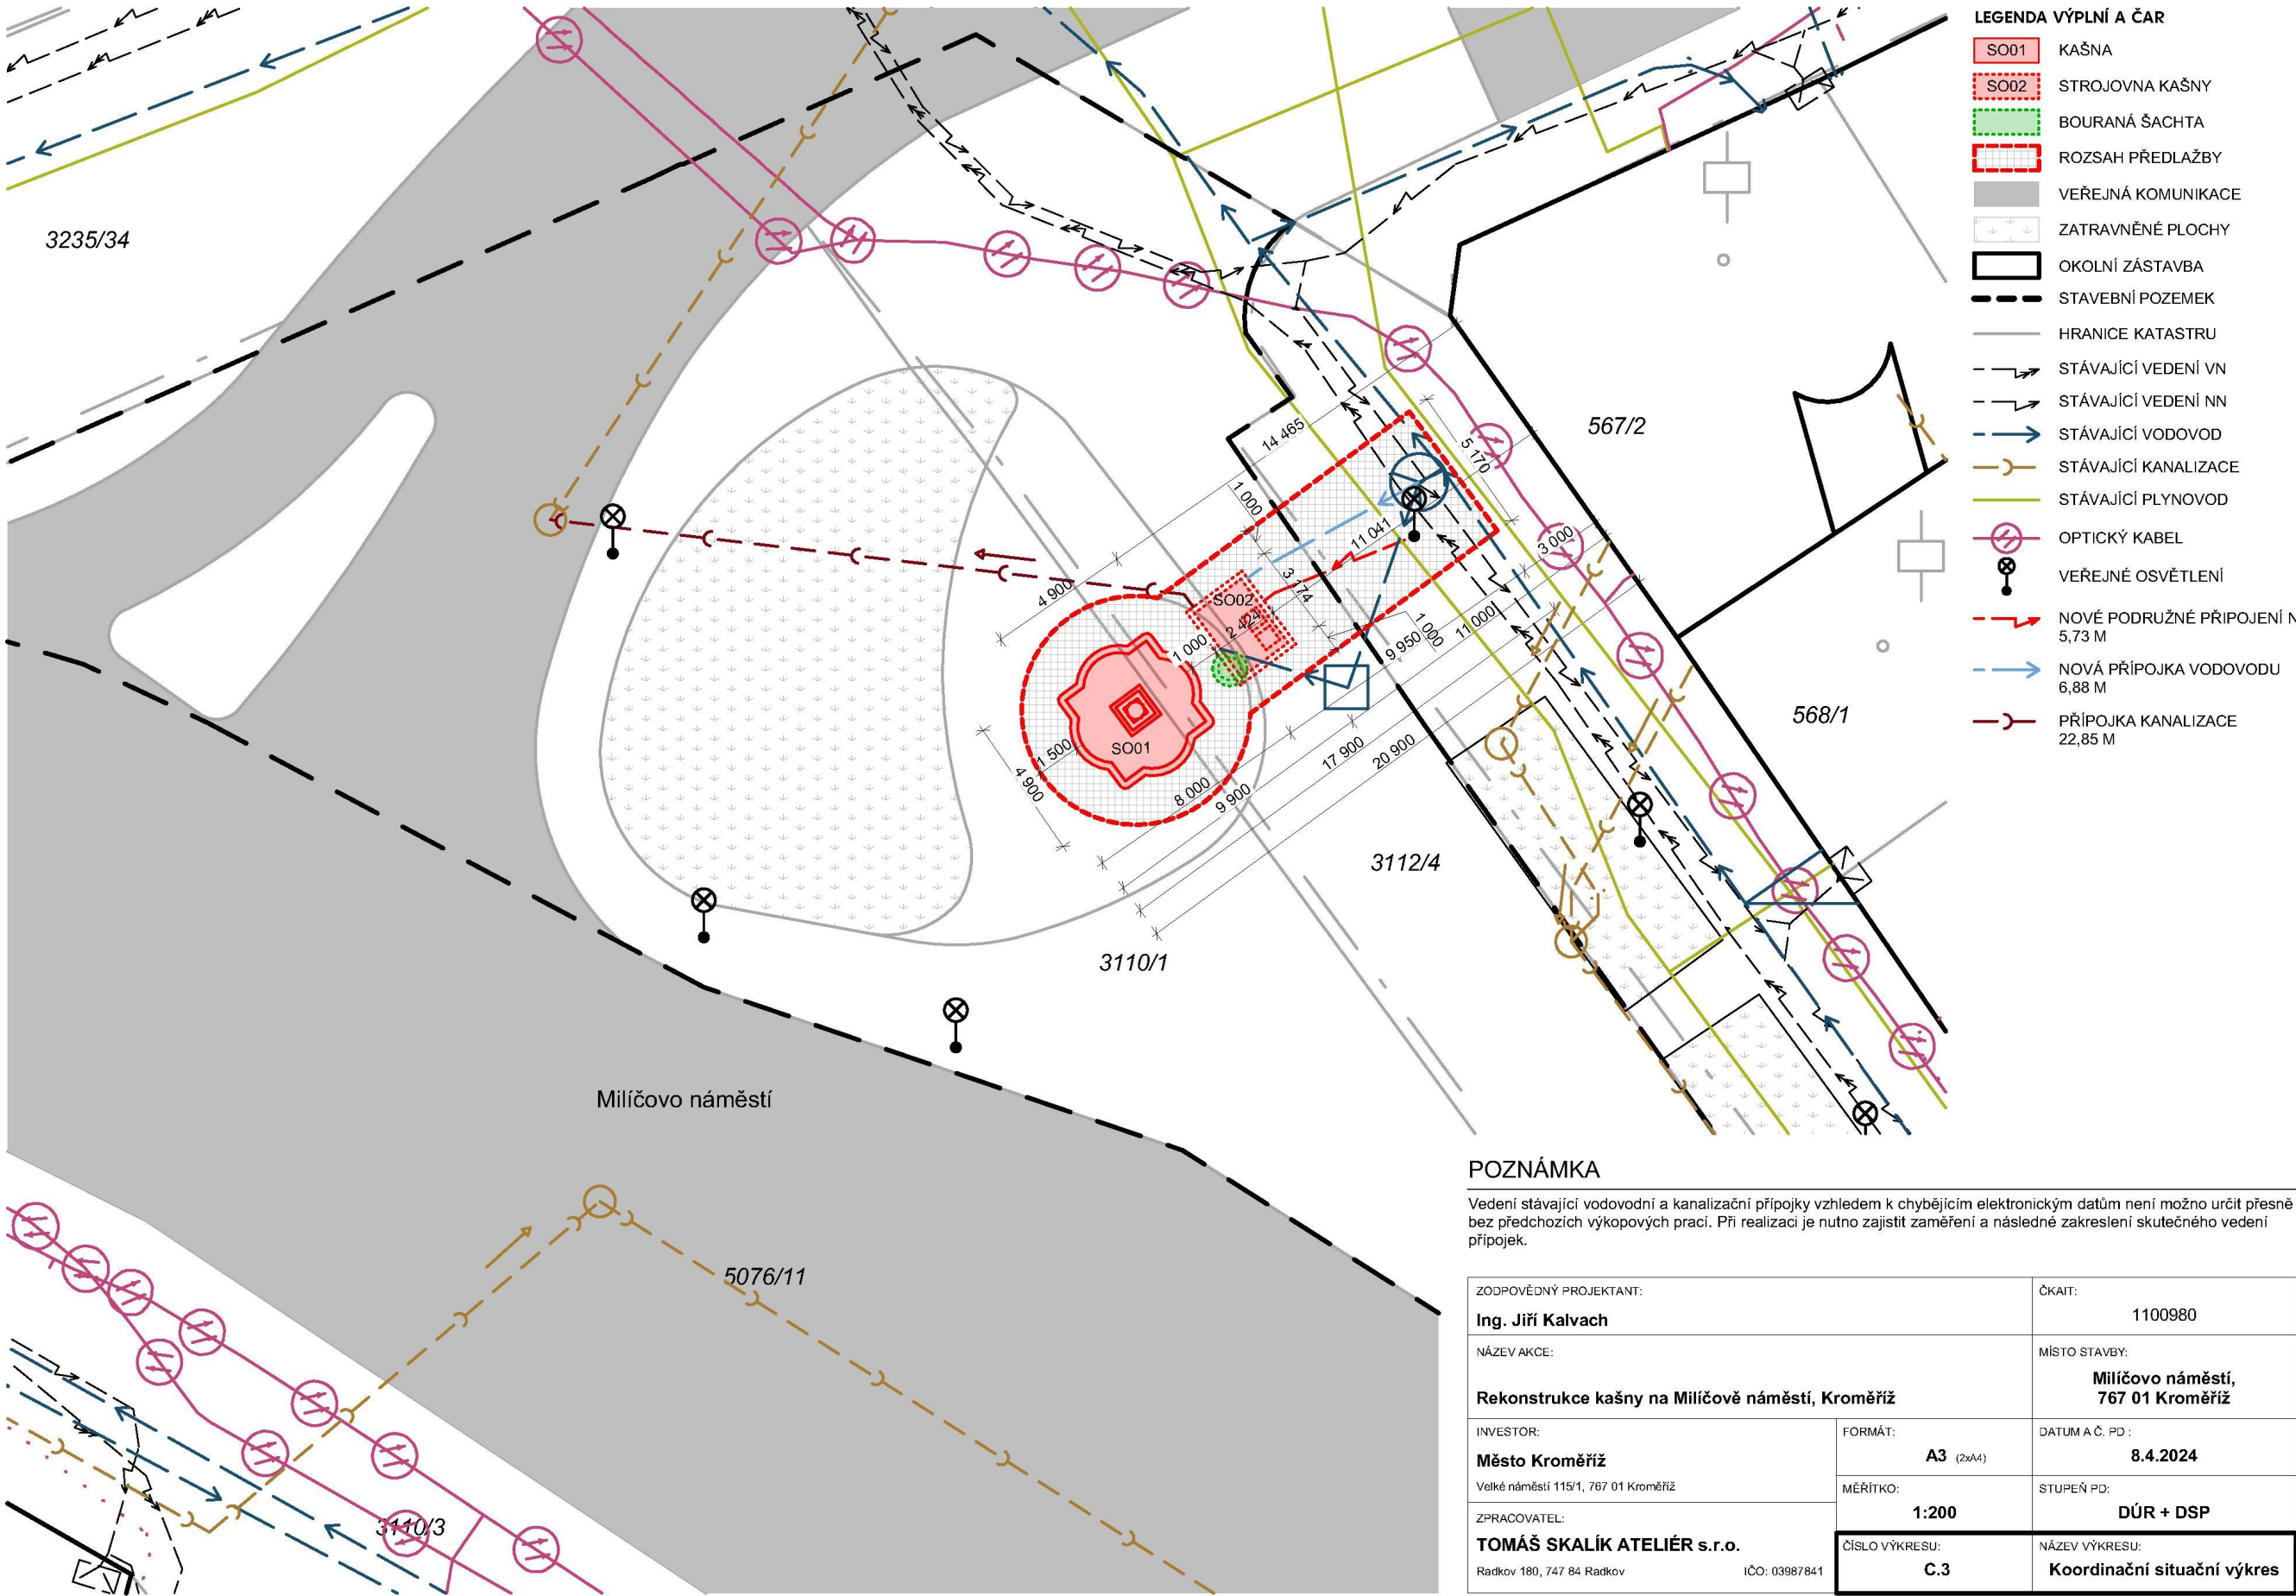 LEGENDA VÝPLNÍ A ČAR
SO01 KAŠNA
SO02 STROJOVNA KAŠNY
BOURANÁ ŠACHTA
ROZSAH PŘEDLAŽBY
VEŘEJNÁ KOMUNIKACE
ZATRAVNĚNÉ PLOCHY
OKOLNÍ ZÁSTAVBA
STAVEBNÍ POZEMEK
HRANICE KATASTRU
STÁVAJÍCÍ VEDENÍ VN
STÁVAJÍCÍ VEDENÍ NN
STÁVAJÍCÍ VODOVOD
STÁVAJÍCÍ KANALIZACE
STÁVAJÍCÍ PLYNOVOD
OPTICKÝ KABEL
VEŘEJNÉ OSVĚTLENÍ
NOVÉ PODRUŽNÉ PŘIPOJENÍ
5,73 M
NOVÁ PŘÍPOJKA VODOVODU
6,88 M
PŘÍPOJKA KANALIZACE
22,85 M
3235/34
567/2
568/1
14 465
5 170
1 000
11 041
3 000
3 174
4 900
SO02
2 424
1 000
1 000
9 950
11 000
SO01
1 500
4 900
8 000
9 900
17 900
20 900
3112/4
3110/1
Milíčovo náměstí
5076/11
3110/3
POZNÁMKA
Vedení stávající vodovodní a kanalizační přípojky vzhledem k chybějícím elektronickým datům není možno určit přesně
bez předchozích výkopových prací. Při realizaci je nutno zajistit zaměření a následné zakreslení skutečného vedení
přípojek.
ZODPOVĚDNÝ PROJEKTANT:
Ing. Jiří Kalvach
ČKAIT:
1100980
NÁZEV AKCE:
Rekonstrukce kašny na Milíčově náměstí, Kroměříž
MÍSTO STAVBY:
Milíčovo náměstí,
767 01 Kroměříž
INVESTOR:
Město Kroměříž
Velké náměstí 115/1, 767 01 Kroměříž
FORMÁT:
A3 (2xA4)
DATUM A Č. PD :
8.4.2024
MĚŘÍTKO:
1:200
STUPEŇ PD:
DÚR + DSP
ZPRACOVATEL:
TOMÁŠ SKALÍK ATELIÉR s.r.o.
Radkov 180, 747 84 Radkov IČO: 03987841
ČÍSLO VÝKRESU:
C.3
NÁZEV VÝKRESU:
Koordinační situační výkres